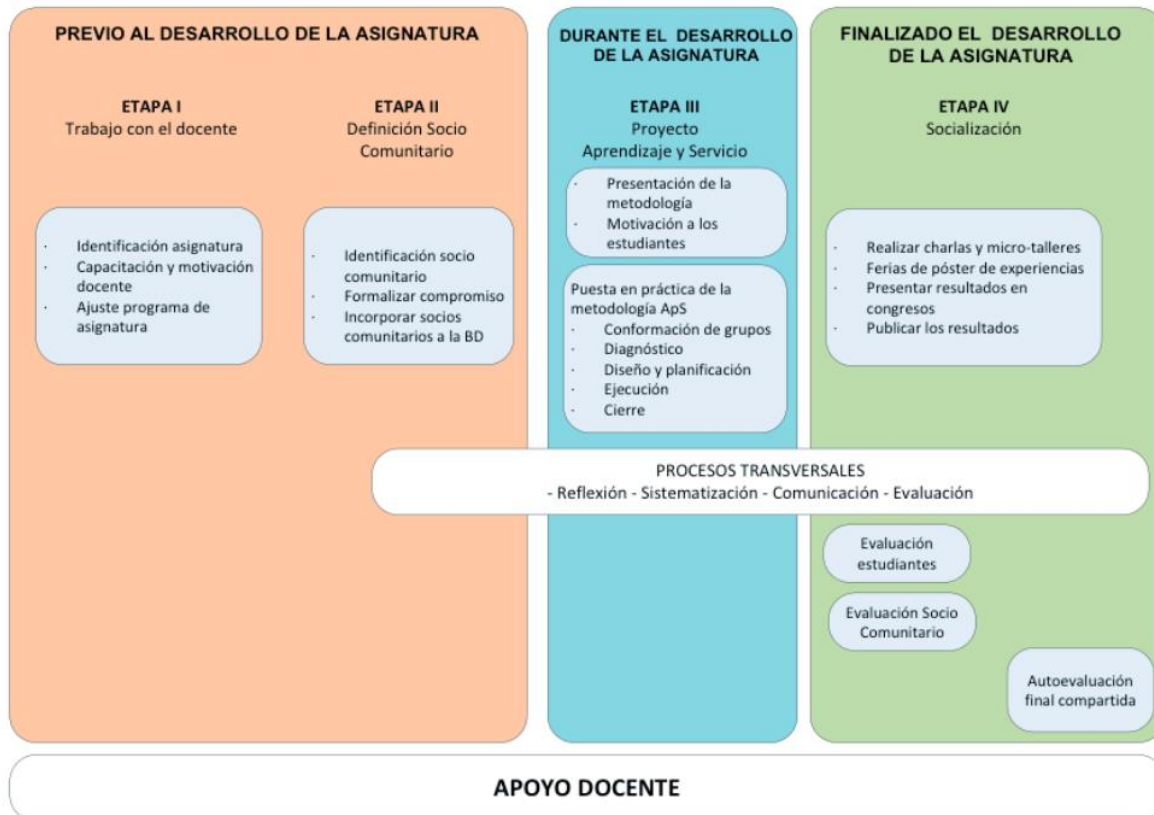 PREVIO AL DESARROLLO DE LA ASIGNATURA
ETAPA I
Trabajo con el docente
· Identificación asignatura
· Capacitación y motivación
docente
· Ajuste programa de
asignatura
ETAPA II
Definición Socio
Comunitario
· Identificación socio
comunitario
· Formalizar compromiso
· Incorporar socios
comunitarios a la BD
DURANTE EL DESARROLLO
DE LA ASIGNATURA
ETAPA III
Proyecto
Aprendizaje y Servicio
· Presentación de la
metodología
· Motivación a los
estudiantes
Puesta en práctica de la
metodología ApS
· Conformación de grupos
· Diagnóstico
· Diseño y planificación
· Ejecución
· Cierre
FINALIZADO EL DESARROLLO
DE LA ASIGNATURA
ETAPA IV
Socialización
· Realizar charlas y micro-talleres
· Ferias de póster de experiencias
· Presentar resultados en
congresos
· Publicar los resultados
PROCESOS TRANSVERSALES
- Reflexión - Sistematización - Comunicación - Evaluación
Evaluación
estudiantes
Evaluación Socio
Comunitario
Autoevaluación
final compartida
APOYO DOCENTE